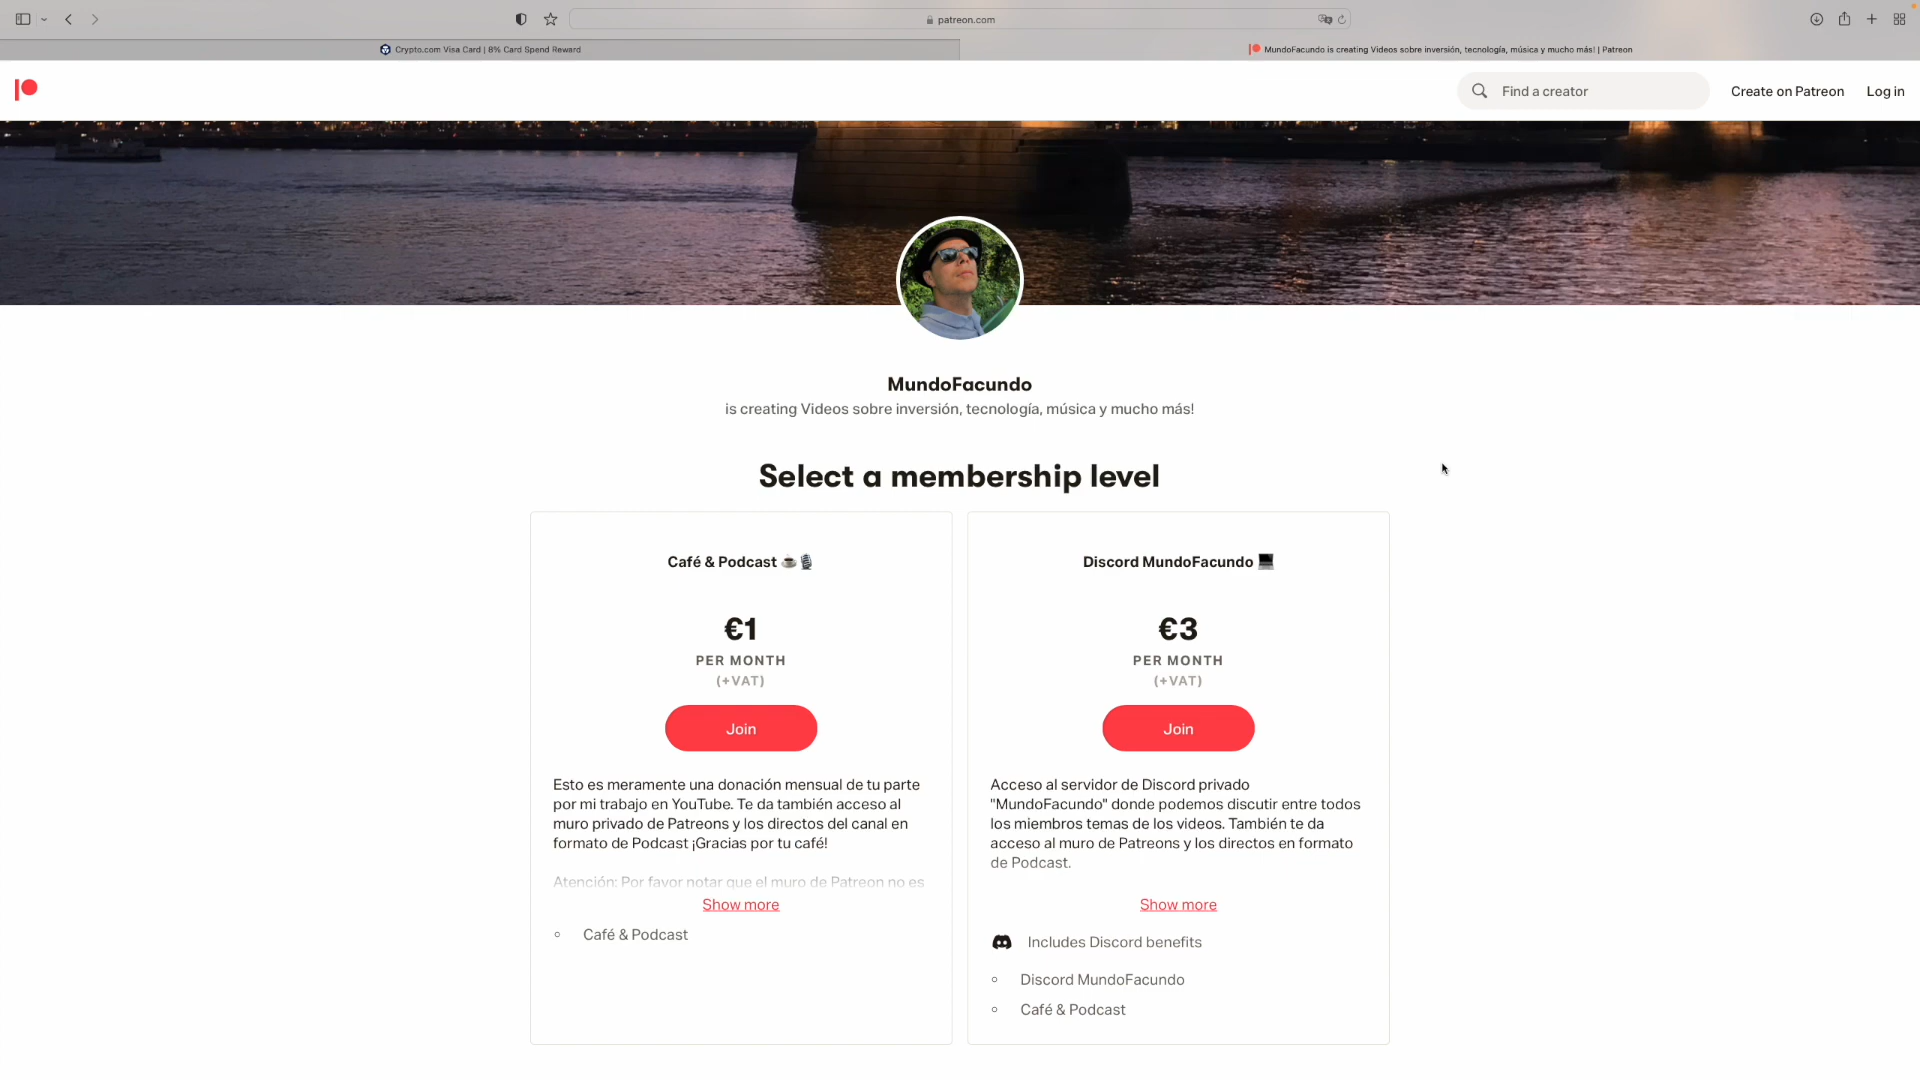 patreon.com
Crypto.com Visa Card | 8% Card Spend Reward
MundoFacundo is creating Videos sobre inversión, tecnología, música y mucho más! | Patreon
Find a creator
Create on Patreon
Log in
MundoFacundo
is creating Videos sobre inversión, tecnología, música y mucho más!
Select a membership level
Café & Podcast ☕🎙
€1
PER MONTH
(+VAT)
Join
Esto es meramente una donación mensual de tu parte
por mi trabajo en YouTube. Te da también acceso al
muro privado de Patreons y los directos del canal en
formato de Podcast ¡Gracias por tu café!
Atención: Por favor notar que el muro de Patreon no es
Show more
Café & Podcast
Discord MundoFacundo 💻
€3
PER MONTH
(+VAT)
Join
Acceso al servidor de Discord privado
"MundoFacundo" donde podemos discutir entre todos
los miembros temas de los videos. También te da
acceso al muro de Patreons y los directos en formato
de Podcast.
Show more
Includes Discord benefits
Discord MundoFacundo
Café & Podcast